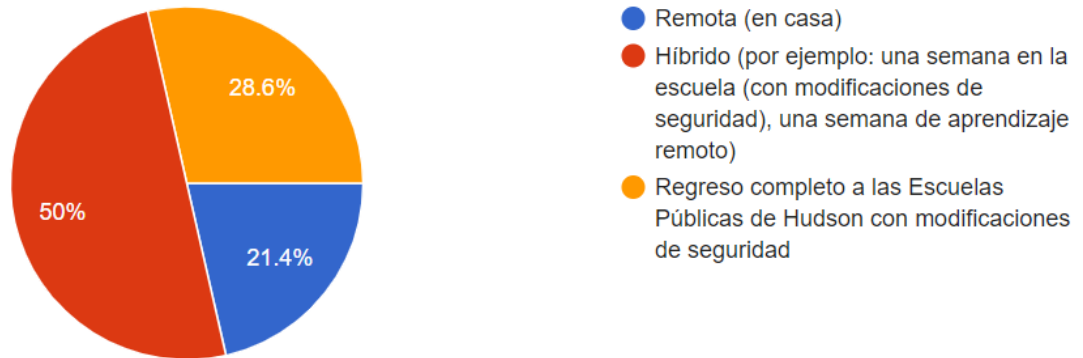 28.6%
50%
21.4%
Remota (en casa)
Híbrido (por ejemplo: una semana en la
escuela (con modificaciones de
seguridad), una semana de aprendizaje
remoto)
Regreso completo a las Escuelas
Públicas de Hudson con modificaciones
de seguridad